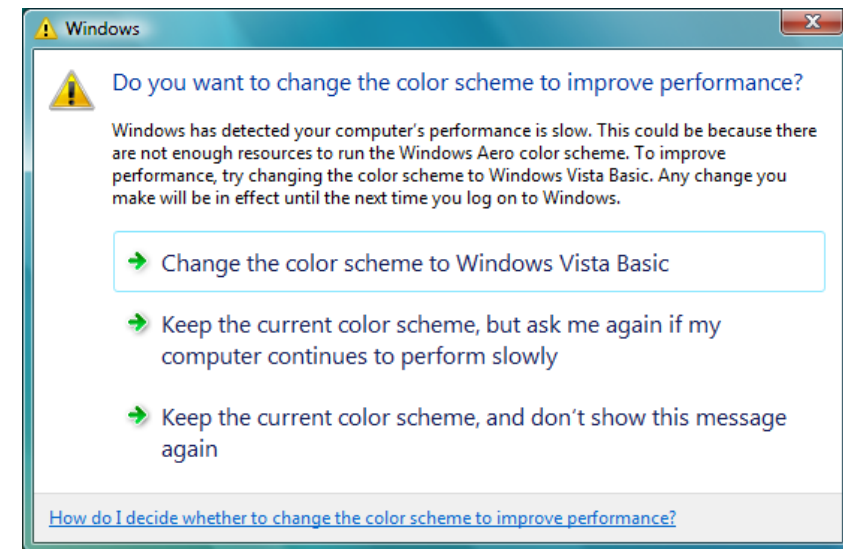 Windows
Do you want to change the color scheme to improve performance?
Windows has detected your computer's performance is slow. This could be because there
are not enough resources to run the Windows Aero color scheme. To improve
performance, try changing the color scheme to Windows Vista Basic. Any change you
make will be in effect until the next time you log on to Windows.
Change the color scheme to Windows Vista Basic
Keep the current color scheme, but ask me again if my
computer continues to perform slowly
Keep the current color scheme, and don't show this message
again
How do I decide whether to change the color scheme to improve performance?